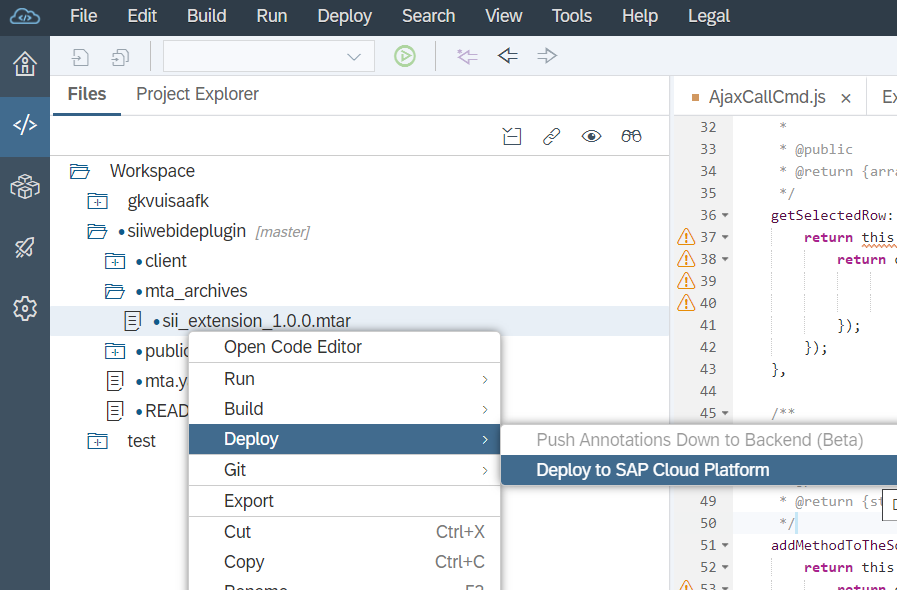 File Edit Build Run Deploy Search View Tools Help Legal
Files Project Explorer
AjaxCallCmd.js ×
Workspace
gkvuisaafk
siiwebideplugin [master]
client
mta_archives
sii_extension_1.0.0.mtar
public
mta.y
READ
test
Open Code Editor
Run
Build
Deploy
Git
Export
Cut Ctrl+X
Copy Ctrl+C
Rename F2
Push Annotations Down to Backend (Beta)
Deploy to SAP Cloud Platform
32 *
33 * @public
34 * @return {arra
35 */
36 getSelectedRow:
37 return this
38 return
39
40
41 });
42 });
43 },
44
45 /**
49 * @return {st
50 */
51 addMethodToTheSo
52 return this
53 return